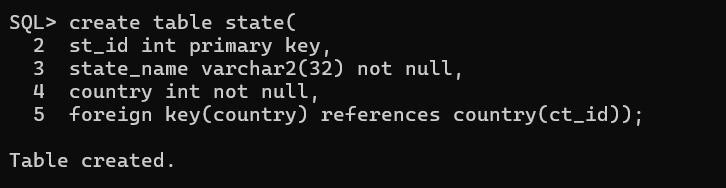 SQL> create table state(
  2  st_id int primary key,
  3  state_name varchar2(32) not null,
  4  country int not null,
  5  foreign key(country) references country(ct_id));
Table created.